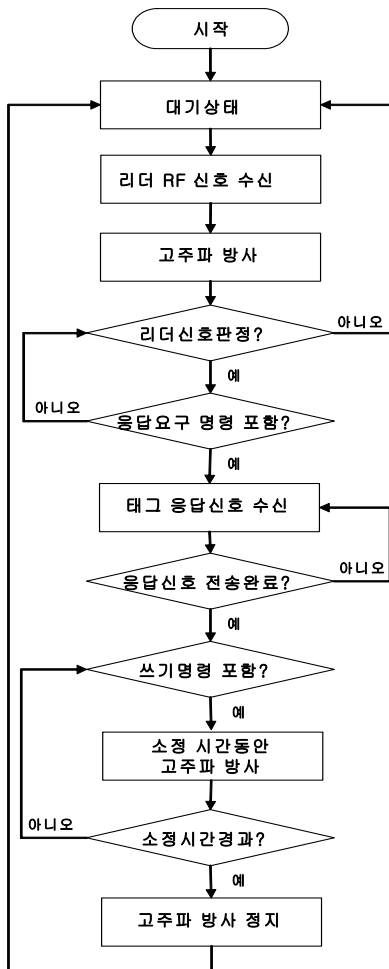 시작
대기상태
리더 RF 신호 수신
고주파 방사
리더신호판정?
아니오
예
아니오
응답요구 명령 포함?
예
태그 응답신호 수신
응답신호 전송완료?
아니오
예
쓰기명령 포함?
예
소정 시간동안
고주파 방사
아니오
소정시간경과?
예
고주파 방사 정지